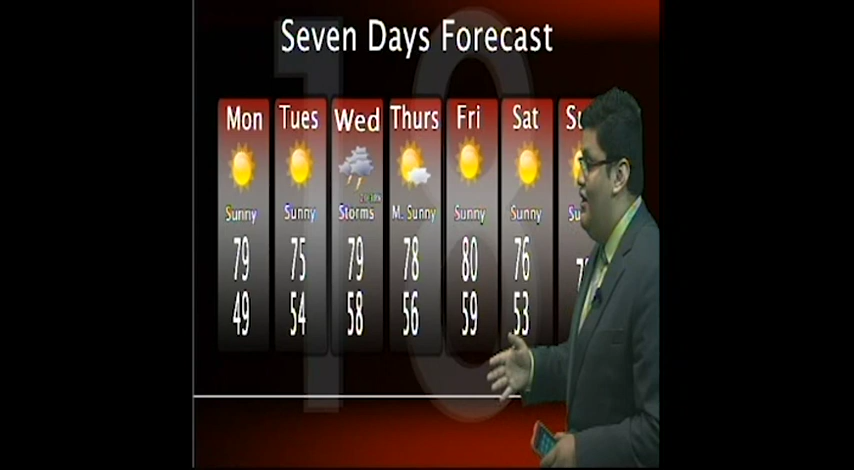 Seven Days Forecast
Mon Tues Wed Thurs Fri Sat
Sunny Sunny Storms M. Sunny Sunny Sunny
79 75 79 78 80 76
49 54 58 56 59 53